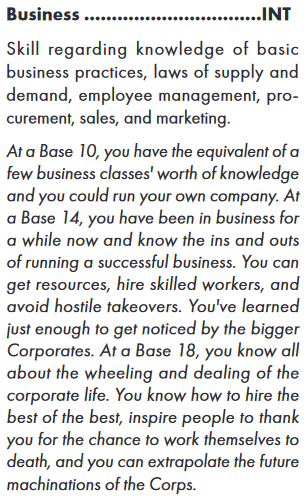 Business ................................INT
Skill regarding knowledge of basic
business practices, laws of supply and
demand, employee management, pro-
curement, sales, and marketing.
At a Base 10, you have the equivalent of a
few business classes' worth of knowledge
and you could run your own company. At
a Base 14, you have been in business for
a while now and know the ins and outs
of running a successful business. You can
get resources, hire skilled workers, and
avoid hostile takeovers. You've learned
just enough to get noticed by the bigger
Corporates. At a Base 18, you know all
about the wheeling and dealing of the
corporate life. You know how to hire the
best of the best, inspire people to thank
you for the chance to work themselves to
death, and you can extrapolate the future
machinations of the Corps.